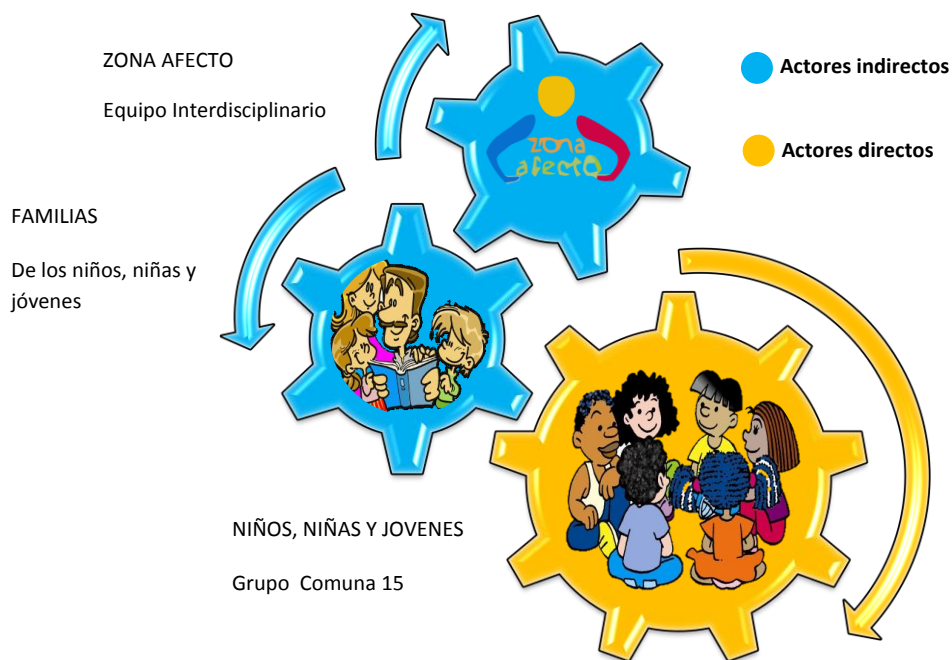 ZONA AFECTO
Equipo Interdisciplinario
Actores indirectos
Actores directos
zona
afecto
FAMILIAS
De los niños, niñas y
jóvenes
NIÑOS, NIÑAS Y JOVENES
Grupo Comuna 15